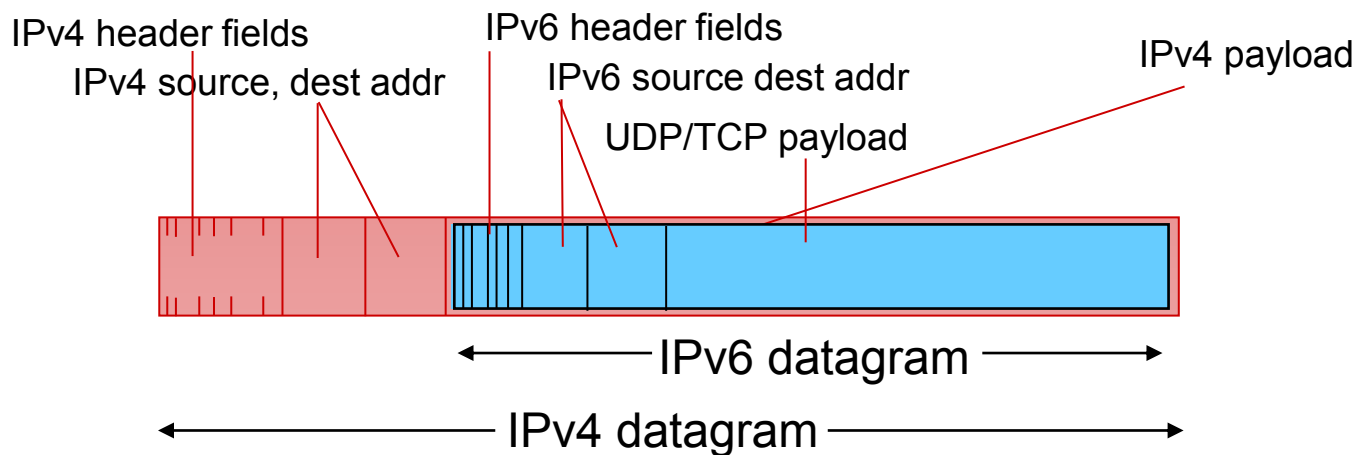 IPv4 header fields
IPv6 header fields
IPv4 payload
IPv4 source, dest addr
IPv6 source dest addr
UDP/TCP payload
IPv6 datagram
IPv4 datagram